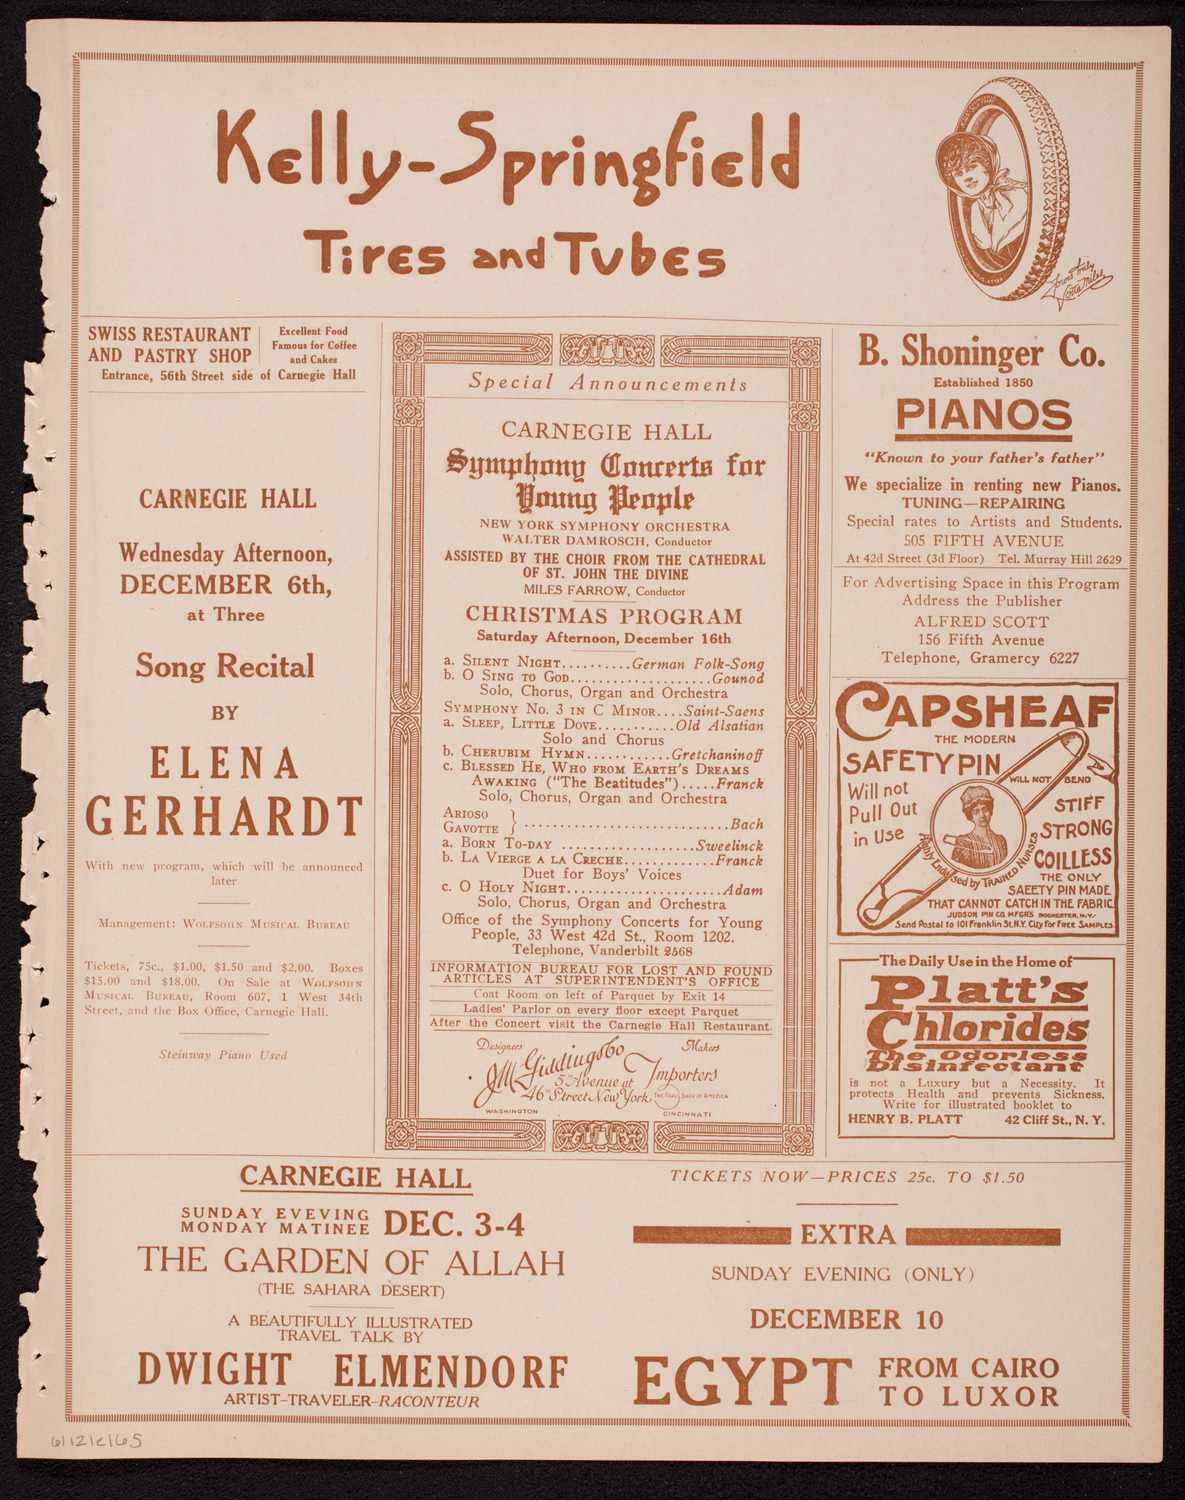 Kelly-Springfield
Tires and Tubes
Yours truly
Lotta Miles
SWISS RESTAURANT
AND PASTRY SHOP
Excellent Food
Famous for Coffee
and Cakes
Entrance, 56th Street side of Carnegie Hall
CARNEGIE HALL
Wednesday Afternoon,
DECEMBER 6th,
at Three
Song Recital
BY
ELENA
GERHARDT
With new program, which will be announced
later
Management: WOLFSOHN MUSICAL BUREAU
Tickets, 75c., $1.00, $1.50 and $2.00. Boxes
$15.00 and $18.00. On Sale at WOLFSOHN
MUSICAL BUREAU, Room 607, 1 West 34th
Street, and the Box Office, Carnegie Hall.
Steinway Piano Used
Special Announcements
CARNEGIE HALL
Symphony Concerts for
Young People
NEW YORK SYMPHONY ORCHESTRA
WALTER DAMROSCH, Conductor
ASSISTED BY THE CHOIR FROM THE CATHEDRAL
OF ST. JOHN THE DIVINE
MILES FARROW, Conductor
CHRISTMAS PROGRAM
Saturday Afternoon, December 16th
a. SILENT NIGHT..........German Folk-Song
b. O SING TO GOD....................Gounod
Solo, Chorus, Organ and Orchestra
SYMPHONY NO. 3 IN C MINOR....Saint-Saens
a. SLEEP, LITTLE DOVE...........Old Alsatian
Solo and Chorus
b. CHERUBIM HYMN............Gretchaninoff
c. BLESSED HE, WHO FROM EARTH'S DREAMS
AWAKING ("The Beatitudes").....Franck
Solo, Chorus, Organ and Orchestra
ARIOSO
GAVOTTE } .............................Bach
a. BORN TO-DAY ...................Sweelinck
b. LA VIERGE A LA CRECHE.............Franck
Duet for Boys' Voices
c. O HOLY NIGHT......................Adam
Solo, Chorus, Organ and Orchestra
Office of the Symphony Concerts for Young
People, 33 West 42d St., Room 1202.
Telephone, Vanderbilt 2568
INFORMATION BUREAU FOR LOST AND FOUND
ARTICLES AT SUPERINTENDENT'S OFFICE
Coat Room on left of Parquet by Exit 14
Ladies' Parlor on every floor except Parquet
After the Concert visit the Carnegie Hall Restaurant.
Designers Makers
JM Giddings & Co Importers
5th Avenue at
46th Street New York. THE PARIS SHOP OF AMERICA
WASHINGTON CINCINNATI
B. Shoninger Co.
Established 1850
PIANOS
"Known to your father's father"
We specialize in renting new Pianos.
TUNING—REPAIRING
Special rates to Artists and Students.
505 FIFTH AVENUE
At 42d Street (3d Floor) Tel. Murray Hill 2629
For Advertising Space in this Program
Address the Publisher
ALFRED SCOTT
156 Fifth Avenue
Telephone, Gramercy 6227
CAPSHEAF
THE MODERN
SAFETY PIN
WILL NOT BEND
Will not
Pull Out
in Use
STIFF
STRONG
COILLESS
Highly Endorsed by TRAINED NURSES
THE ONLY
SAFETY PIN MADE
THAT CANNOT CATCH IN THE FABRIC.
JUDSON PIN CO. MFGR'S ROCHESTER, N.Y.
Send Postal to 101 Franklin St. N.Y. City for FREE SAMPLES.
The Daily Use in the Home of
Platt's
Chlorides
The Odorless
Disinfectant
is not a Luxury but a Necessity. It
protects Health and prevents Sickness.
Write for illustrated booklet to
HENRY B. PLATT 42 Cliff St., N. Y.
CARNEGIE HALL
SUNDAY EVEVING
MONDAY MATINEE DEC. 3-4
THE GARDEN OF ALLAH
(THE SAHARA DESERT)
A BEAUTIFULLY ILLUSTRATED
TRAVEL TALK BY
DWIGHT ELMENDORF
ARTIST-TRAVELER-RACONTEUR
TICKETS NOW—PRICES 25c. TO $1.50
EXTRA
SUNDAY EVENING (ONLY)
DECEMBER 10
EGYPT FROM CAIRO
TO LUXOR